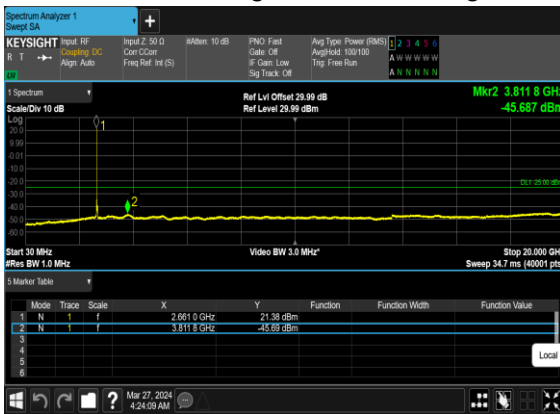 Spectrum Analyzer 1
Swept SA
+
KEYSIGHT Input: RF Input Z: 50 Ω #Atten: 10 dB PNO: Fast Avg Type: Power (RMS) 1 2 3 4 5 6
R T Coupling: DC Corr CCorr Gate: Off Avg|Hold: 100/100 A W W W W W
Align: Auto Freq Ref: Int (S) IF Gain: Low Trig: Free Run
LV Sig Track: Off A N N N N N
1 Spectrum Ref Lvl Offset 29.99 dB Mkr2 3.811 8 GHz
Scale/Div 10 dB Ref Level 29.99 dBm -45.687 dBm
Log
20.0
9.99
-0.01
-10.0
-20.0
-30.0
-40.0
-50.0
-60.0
1
2
DL1 -25.00 dBm
Start 30 MHz Video BW 3.0 MHz* Stop 20.000 GH
#Res BW 1.0 MHz Sweep 34.7 ms (40001 pts
5 Marker Table
Mode Trace Scale X Y Function Function Width Function Value
1 N 1 f 2.661 0 GHz 21.38 dBm
2 N 1 f 3.811 8 GHz -45.69 dBm
3
4
5
6
Local
? Mar 27, 2024
4:24:09 AM